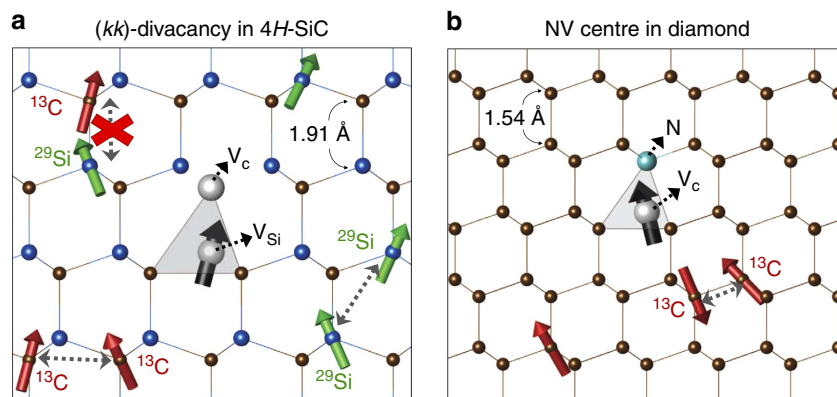 a
(kk)-divacancy in 4H-SiC
¹³C
²⁹Si
1.91 Å
Vc
VSi
²⁹Si
¹³C
¹³C
²⁹Si
b
NV centre in diamond
1.54 Å
N
Vc
¹³C
¹³C